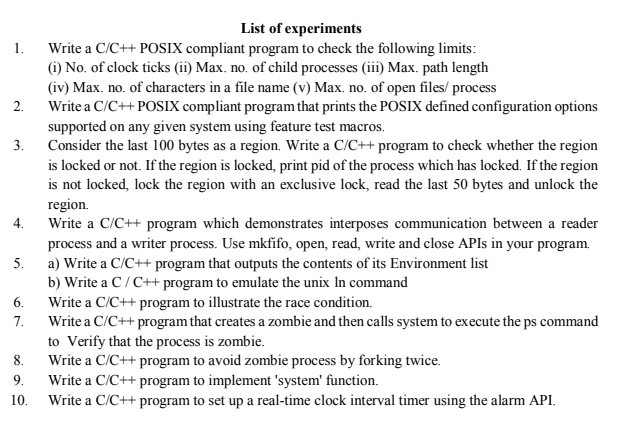 List of experiments
1. Write a C/C++ POSIX compliant program to check the following limits:
(i) No. of clock ticks (ii) Max. no. of child processes (iii) Max. path length
(iv) Max. no. of characters in a file name (v) Max. no. of open files/ process
2. Write a C/C++ POSIX compliant program that prints the POSIX defined configuration options
supported on any given system using feature test macros.
3. Consider the last 100 bytes as a region. Write a C/C++ program to check whether the region
is locked or not. If the region is locked, print pid of the process which has locked. If the region
is not locked, lock the region with an exclusive lock, read the last 50 bytes and unlock the
region.
4. Write a C/C++ program which demonstrates interposes communication between a reader
process and a writer process. Use mkfifo, open, read, write and close APIs in your program.
5. a) Write a C/C++ program that outputs the contents of its Environment list
b) Write a C / C++ program to emulate the unix ln command
6. Write a C/C++ program to illustrate the race condition.
7. Write a C/C++ program that creates a zombie and then calls system to execute the ps command
to Verify that the process is zombie.
8. Write a C/C++ program to avoid zombie process by forking twice.
9. Write a C/C++ program to implement 'system' function.
10. Write a C/C++ program to set up a real-time clock interval timer using the alarm API.